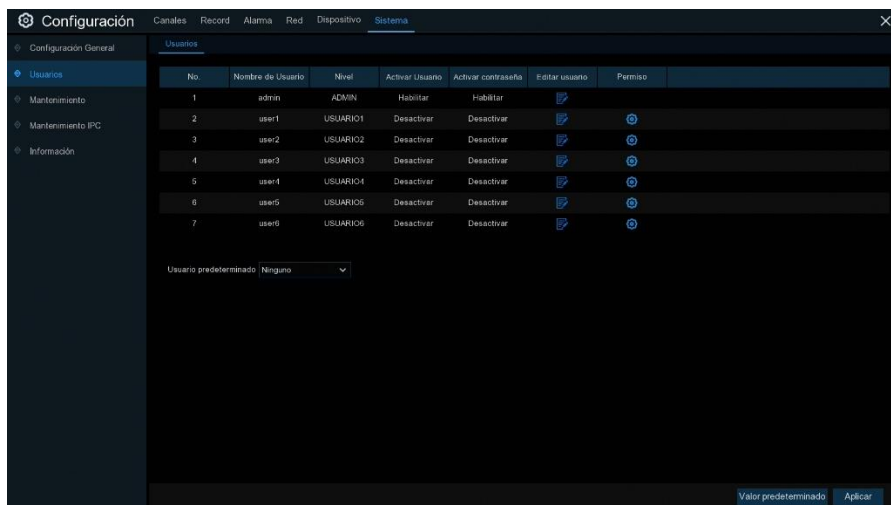 Configuración Canales Record Alarma Red Dispositivo Sistema
Configuración General
Usuarios
Mantenimiento
Mantenimiento IPC
Información
Usuarios
No. Nombre de Usuario Nivel Activar Usuario Activar contraseña Editar usuario Permiso
1 admin ADMIN Habilitar Habilitar
2 user1 USUARIO1 Desactivar Desactivar
3 user2 USUARIO2 Desactivar Desactivar
4 user3 USUARIO3 Desactivar Desactivar
5 user4 USUARIO4 Desactivar Desactivar
6 user5 USUARIO5 Desactivar Desactivar
7 user6 USUARIO6 Desactivar Desactivar
Usuario predeterminado Ninguno
Valor predeterminado Aplicar